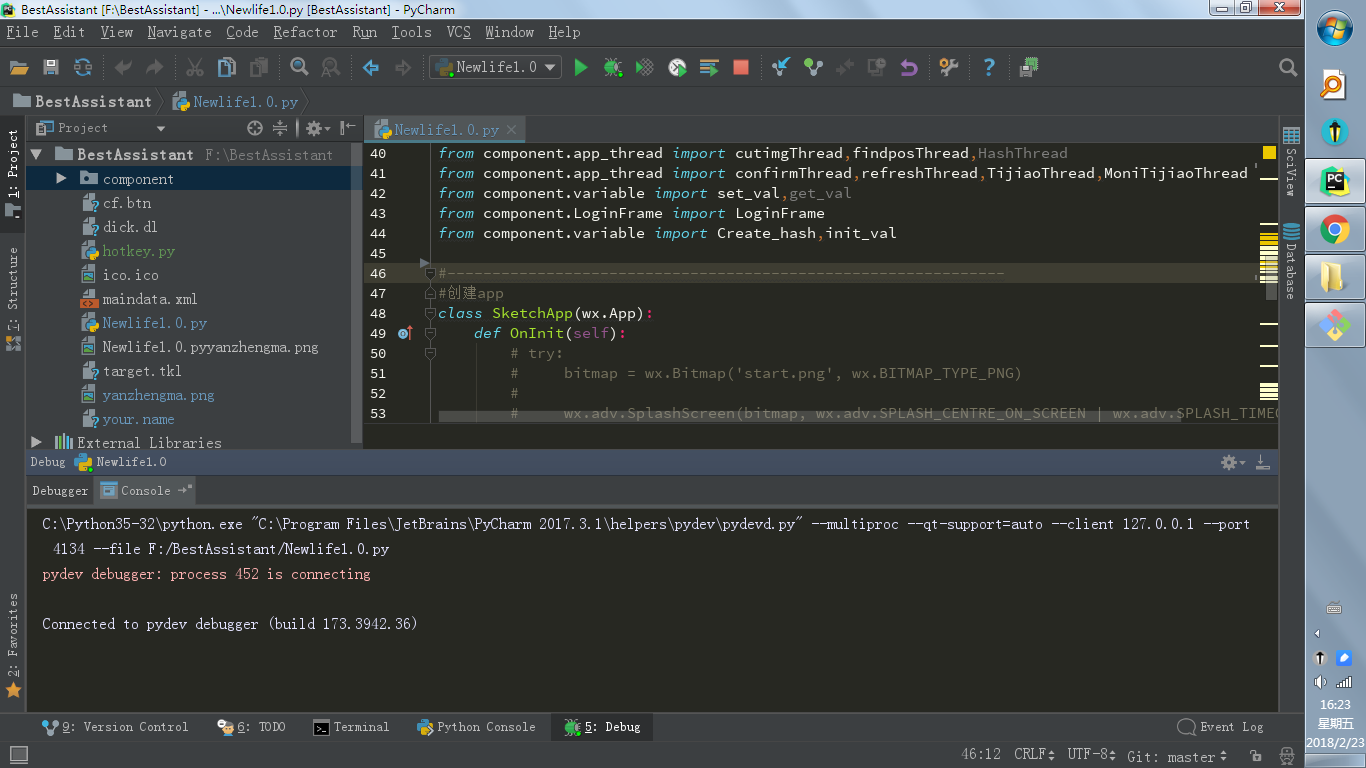 BestAssistant [F:\BestAssistant] - ...\Newlife1.0.py [BestAssistant] - PyCharm
File Edit View Navigate Code Refactor Run Tools VCS Window Help
Newlife1.0
BestAssistant Newlife1.0.py
1: Project
7: Structure
2: Favorites
Project
BestAssistant F:\BestAssistant
component
cf.btn
dick.dl
hotkey.py
ico.ico
maindata.xml
Newlife1.0.py
Newlife1.0.pyyanzhengma.png
target.tkl
yanzhengma.png
your.name
External Libraries
Newlife1.0.py
40 from component.app_thread import cutimgThread,findposThread,HashThread
41 from component.app_thread import confirmThread,refreshThread,TijiaoThread,MoniTijiaoThread
42 from component.variable import set_val,get_val
43 from component.LoginFrame import LoginFrame
44 from component.variable import Create_hash,init_val
45
46 #--------------------------------------------------------------
47 #创建app
48 class SketchApp(wx.App):
49 def OnInit(self):
50 # try:
51 #     bitmap = wx.Bitmap('start.png', wx.BITMAP_TYPE_PNG)
52 #
53 #     wx.adv.SplashScreen(bitmap, wx.adv.SPLASH_CENTRE_ON_SCREEN | wx.adv.SPLASH_TIMEO
SciView
Database
Debug Newlife1.0
Debugger Console
C:\Python35-32\python.exe "C:\Program Files\JetBrains\PyCharm 2017.3.1\helpers\pydev\pydevd.py" --multiproc --qt-support=auto --client 127.0.0.1 --port
4134 --file F:/BestAssistant/Newlife1.0.py
pydev debugger: process 452 is connecting
Connected to pydev debugger (build 173.3942.36)
9: Version Control 6: TODO Terminal Python Console 5: Debug Event Log
46:12 CRLF UTF-8 Git: master
PC
16:23
星期五
2018/2/23